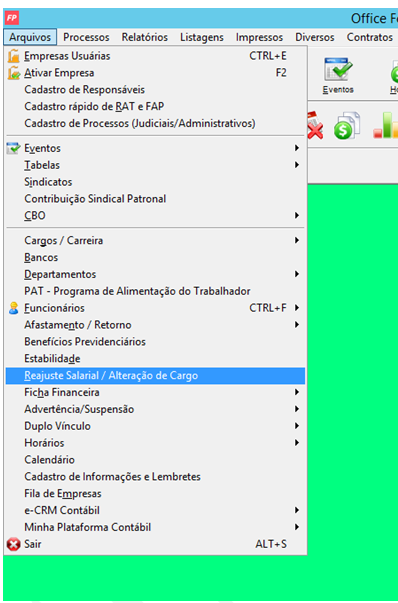 FP Office Fo
Arquivos Processos Relatórios Listagens Impressos Diversos Contratos
Empresas Usuárias CTRL+E
Ativar Empresa F2
Cadastro de Responsáveis
Cadastro rápido de RAT e FAP
Cadastro de Processos (Judiciais/Administrativos)
Eventos
Tabelas
Sindicatos
Contribuição Sindical Patronal
CBO
Cargos / Carreira
Bancos
Departamentos
PAT - Programa de Alimentação do Trabalhador
Funcionários CTRL+F
Afastamento / Retorno
Benefícios Previdenciários
Estabilidade
Reajuste Salarial / Alteração de Cargo
Ficha Financeira
Advertência/Suspensão
Duplo Vínculo
Horários
Calendário
Cadastro de Informações e Lembretes
Fila de Empresas
e-CRM Contábil
Minha Plataforma Contábil
Sair ALT+S
Eventos